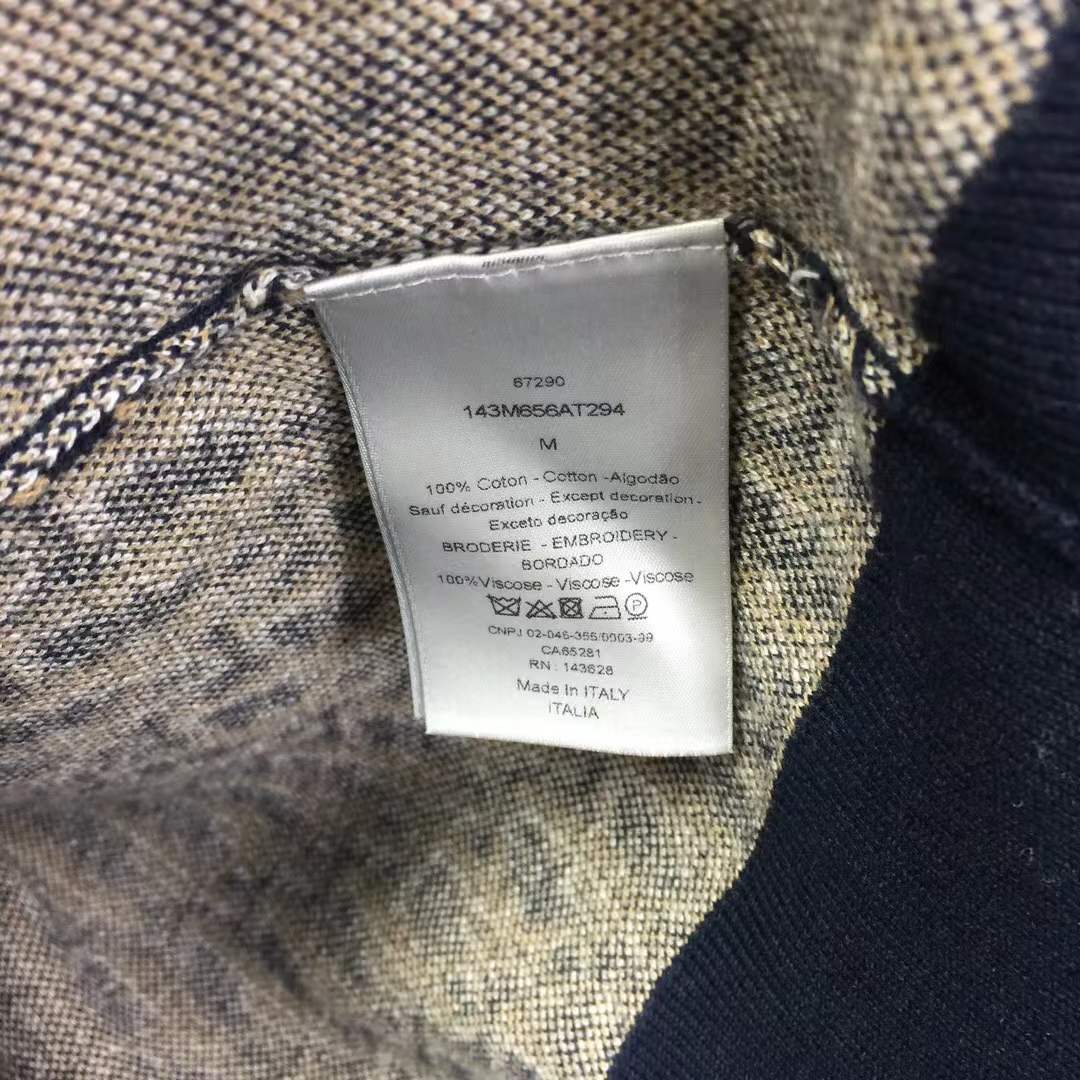 67290
143M656AT294
M
100% Coton - Cotton -Algodão
Sauf décoration - Except decoration -
Exceto decoração
BRODERIE - EMBROIDERY -
BORDADO
100%Viscose - Viscose -Viscose
P
CNPJ 02-046-355/0003-99
CA65281
RN : 143628
Made In ITALY
ITALIA